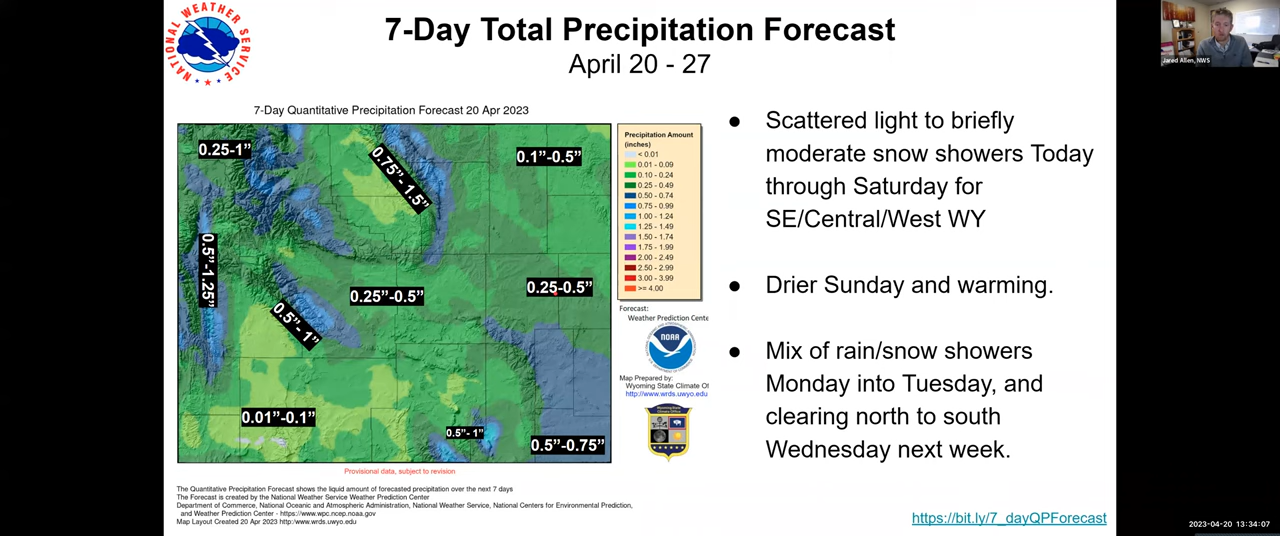 7-Day Total Precipitation Forecast
April 20 - 27
NATIONAL WEATHER SERVICE
Jared Allen, NWS
7-Day Quantitative Precipitation Forecast 20 Apr 2023
0.25-1”
0.75”- 1.5”
0.1”-0.5”
0.5”-1.25”
0.25”-0.5”
0.25-0.5”
0.5”- 1”
0.01”-0.1”
0.5”- 1”
0.5”-0.75”
Precipitation Amount
(inches)
< 0.01
0.01 - 0.09
0.10 - 0.24
0.25 - 0.49
0.50 - 0.74
0.75 - 0.99
1.00 - 1.24
1.25 - 1.49
1.50 - 1.74
1.75 - 1.99
2.00 - 2.49
2.50 - 2.99
3.00 - 3.99
>= 4.00
Forecast:
Weather Prediction Cente
NOAA
Map Prepared by:
Wyoming State Climate Of
http://www.wrds.uwyo.edu
Provisional data, subject to revision
The Quantitative Precipitation Forecast shows the liquid amount of forecasted precipitation over the next 7 days
The Forecast is created by the National Weather Service Weather Prediction Center
Department of Commerce, National Oceanic and Atmospheric Administration, National Weather Service, National Centers for Environmental Prediction,
and Weather Prediction Center - https://www.wpc.ncep.noaa.gov
Map Layout Created 20 Apr 2023 http:/www.wrds.uwyo.edu
● Scattered light to briefly
moderate snow showers Today
through Saturday for
SE/Central/West WY
● Drier Sunday and warming.
● Mix of rain/snow showers
Monday into Tuesday, and
clearing north to south
Wednesday next week.
https://bit.ly/7_dayQPForecast
2023-04-20 13:34:07